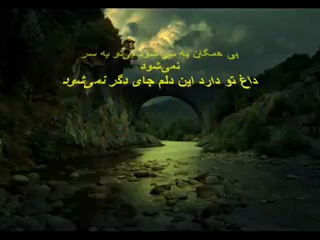 بی همگان به سر شود بی‌تو به سر
نمی‌شود
داغ تو دارد این دلم جای دگر نمی‌شود